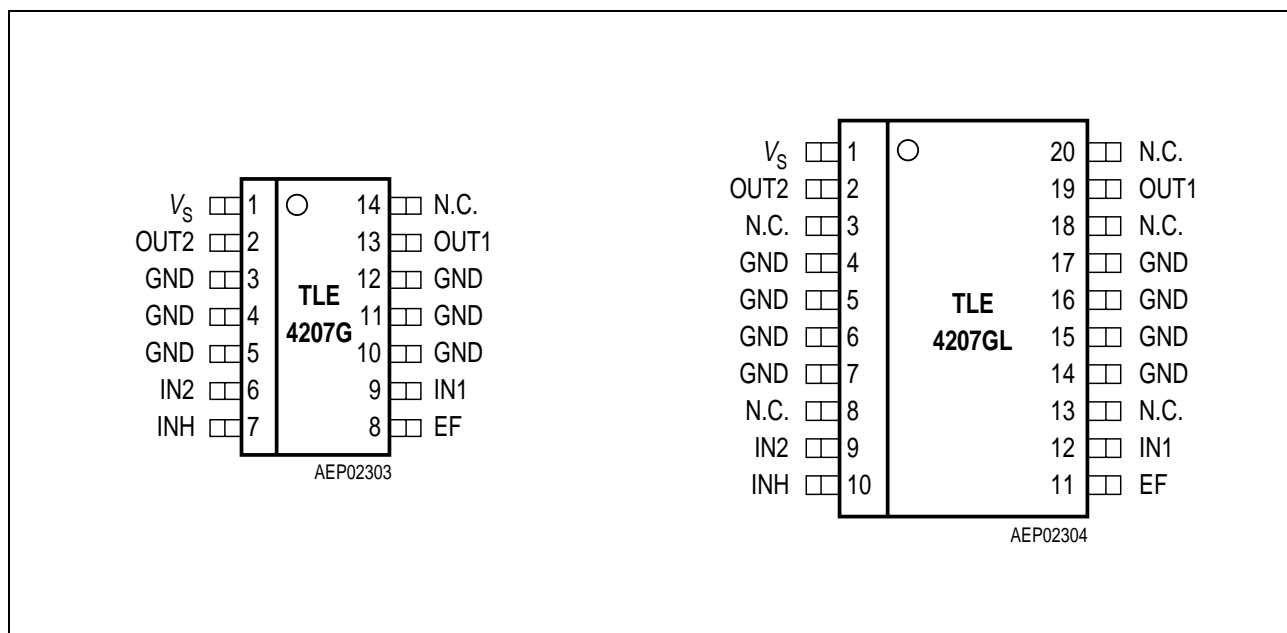 V_S 1 14 N.C.
OUT2 2 13 OUT1
GND 3 12 GND
GND 4 11 GND
GND 5 10 GND
IN2 6 9 IN1
INH 7 8 EF
TLE
4207G
AEP02303
V_S 1 20 N.C.
OUT2 2 19 OUT1
N.C. 3 18 N.C.
GND 4 17 GND
GND 5 16 GND
GND 6 15 GND
GND 7 14 GND
N.C. 8 13 N.C.
IN2 9 12 IN1
INH 10 11 EF
TLE
4207GL
AEP02304